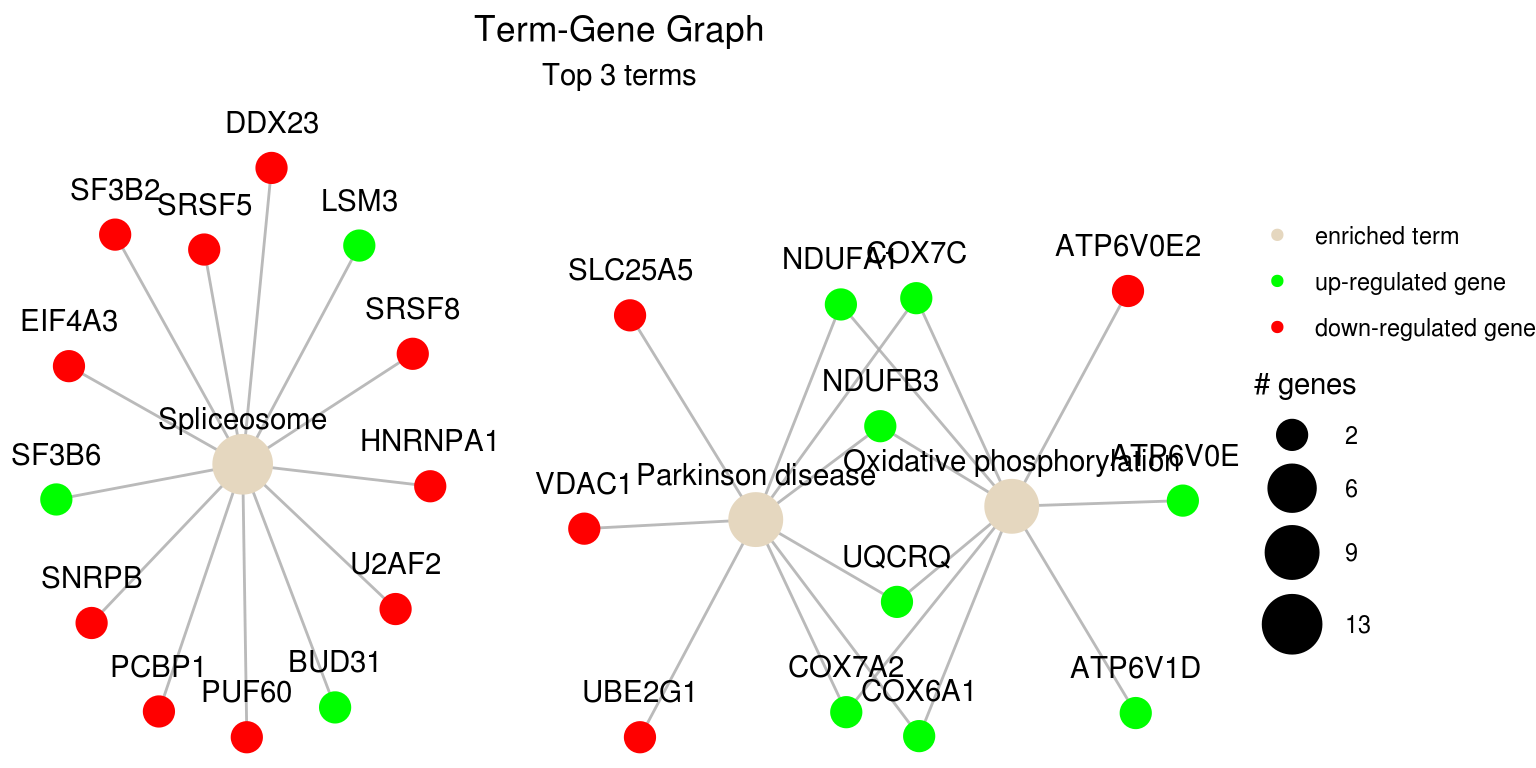 Term-Gene Graph
Top 3 terms
DDX23
SF3B2
SRSF5
LSM3
EIF4A3
SRSF8
Spliceosome
SF3B6
HNRNPA1
SNRPB
U2AF2
PCBP1
PUF60
BUD31
SLC25A5
NDUFA1
COX7C
ATP6V0E2
NDUFB3
VDAC1
Parkinson disease
Oxidative phosphorylation
ATP6V0E
UQCRQ
UBE2G1
COX7A2
COX6A1
ATP6V1D
enriched term
up-regulated gene
down-regulated gene
# genes
2
6
9
13